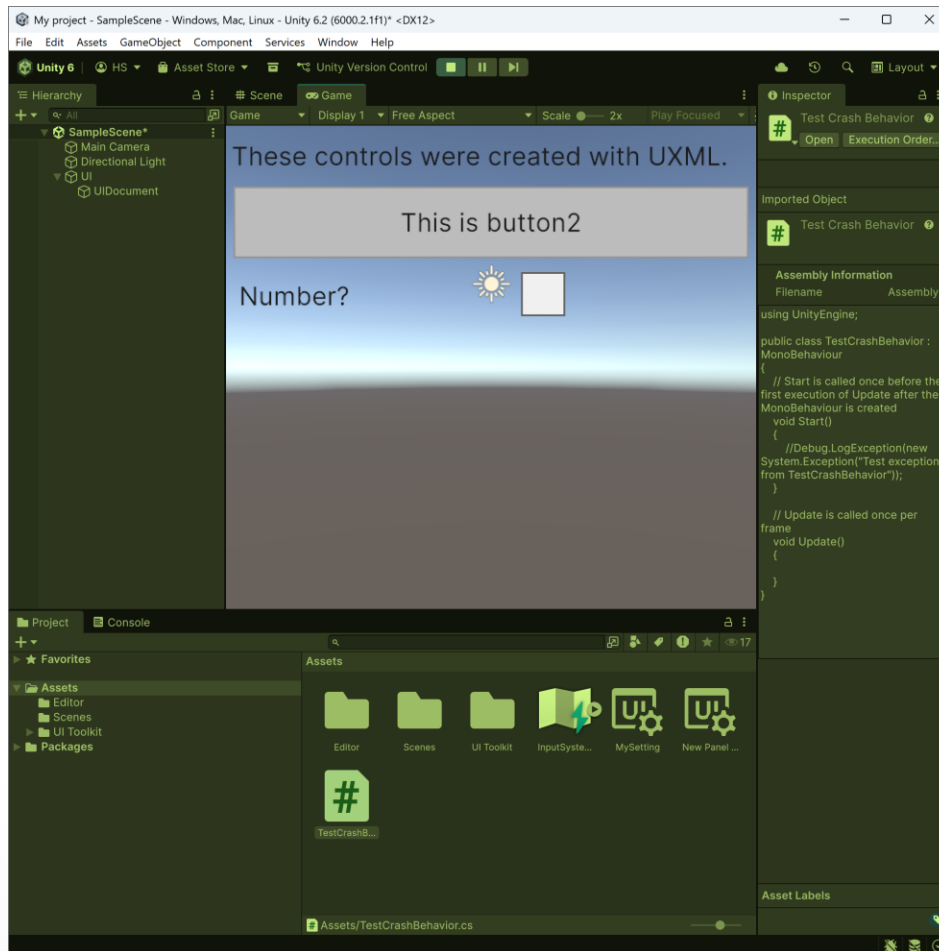 My project - SampleScene - Windows, Mac, Linux - Unity 6.2 (6000.2.1f1)* <DX12>
File Edit Assets GameObject Component Services Window Help
Unity 6 HS Asset Store Unity Version Control Layout
Hierarchy
All
SampleScene*
Main Camera
Directional Light
UI
UIDocument
Scene Game
Game Display 1 Free Aspect Scale 2x Play Focused
These controls were created with UXML.
This is button2
Number?
Inspector
Test Crash Behavior
Open Execution Order...
Imported Object
Test Crash Behavior
Assembly Information
Filename Assembly
using UnityEngine;
public class TestCrashBehavior :
MonoBehaviour
{
// Start is called once before the
first execution of Update after the
MonoBehaviour is created
void Start()
{
//Debug.LogException(new
System.Exception("Test exception
from TestCrashBehavior"));
}
// Update is called once per
frame
void Update()
{
}
}
Project Console
17
Favorites
Assets
Editor
Scenes
UI Toolkit
Packages
Assets
Editor Scenes UI Toolkit InputSyste... MySetting New Panel ...
TestCrashB...
Assets/TestCrashBehavior.cs
Asset Labels